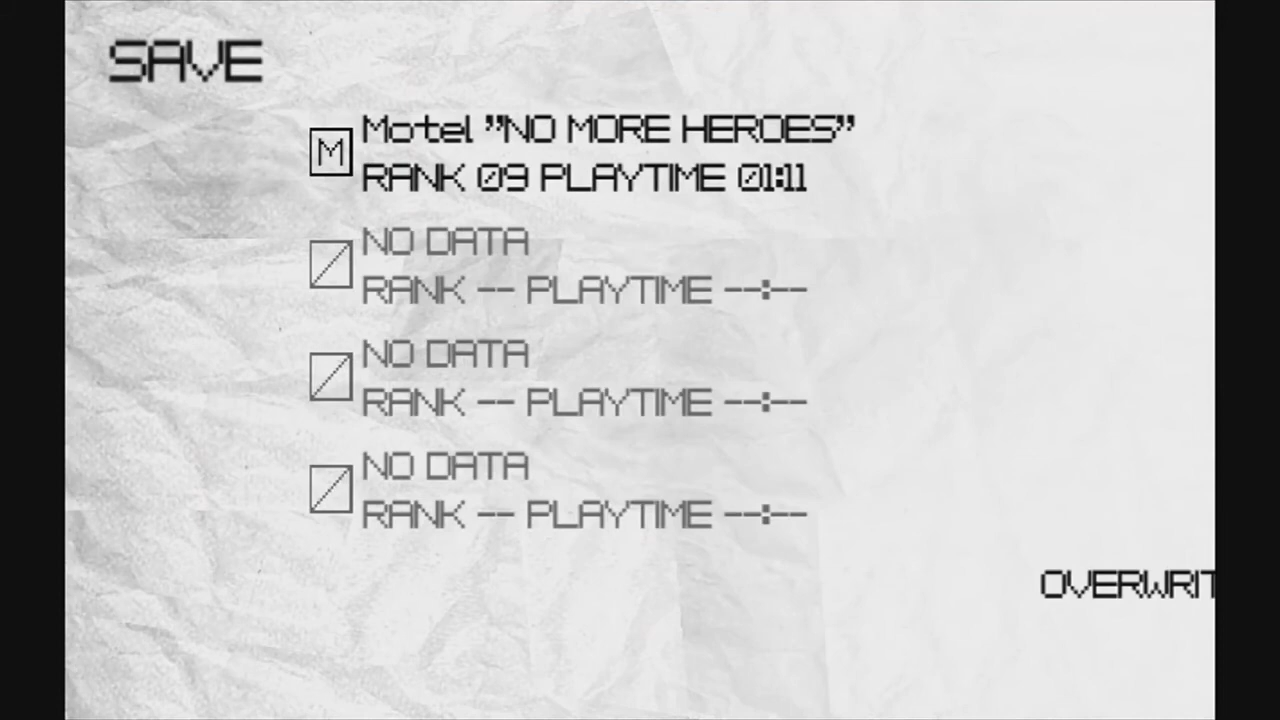 SAVE
M
Motel "NO MORE HEROES"
RANK 09 PLAYTIME 01:11
NO DATA
RANK -- PLAYTIME --:--
NO DATA
RANK -- PLAYTIME --:--
NO DATA
RANK -- PLAYTIME --:--
OVERWRIT